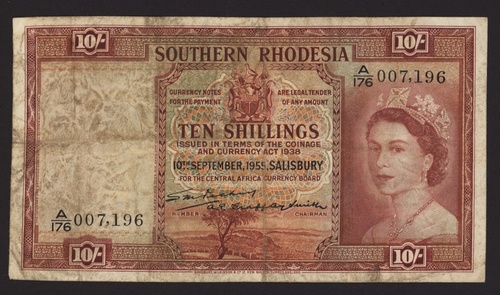 10/-
10/-
SOUTHERN RHODESIA
A/176 007,196
CURRENCY NOTES ARE LEGAL TENDER
FOR THE PAYMENT OF ANY AMOUNT
TEN SHILLINGS
ISSUED IN TERMS OF THE COINAGE
AND CURRENCY ACT 1938
10TH SEPTEMBER, 1955, SALISBURY
FOR THE CENTRAL AFRICA CURRENCY BOARD
MEMBER
CHAIRMAN
A/176 007,196
10/-
10/-